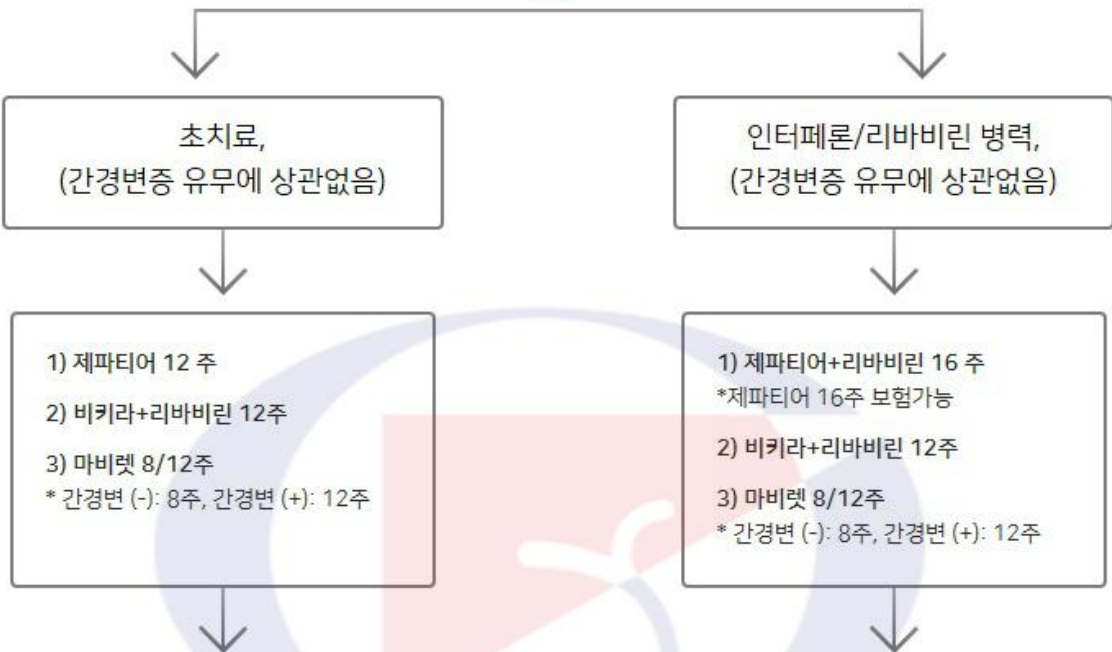 초치료,
(간경변증 유무에 상관없음)
인터페론/리바비린 병력,
(간경변증 유무에 상관없음)
1) 제파티어 12 주
2) 비키라+리바비린 12주
3) 마비렛 8/12주
* 간경변 (-): 8주, 간경변 (+): 12주
1) 제파티어+리바비린 16 주
*제파티어 16주 보험가능
2) 비키라+리바비린 12주
3) 마비렛 8/12주
* 간경변 (-): 8주, 간경변 (+): 12주